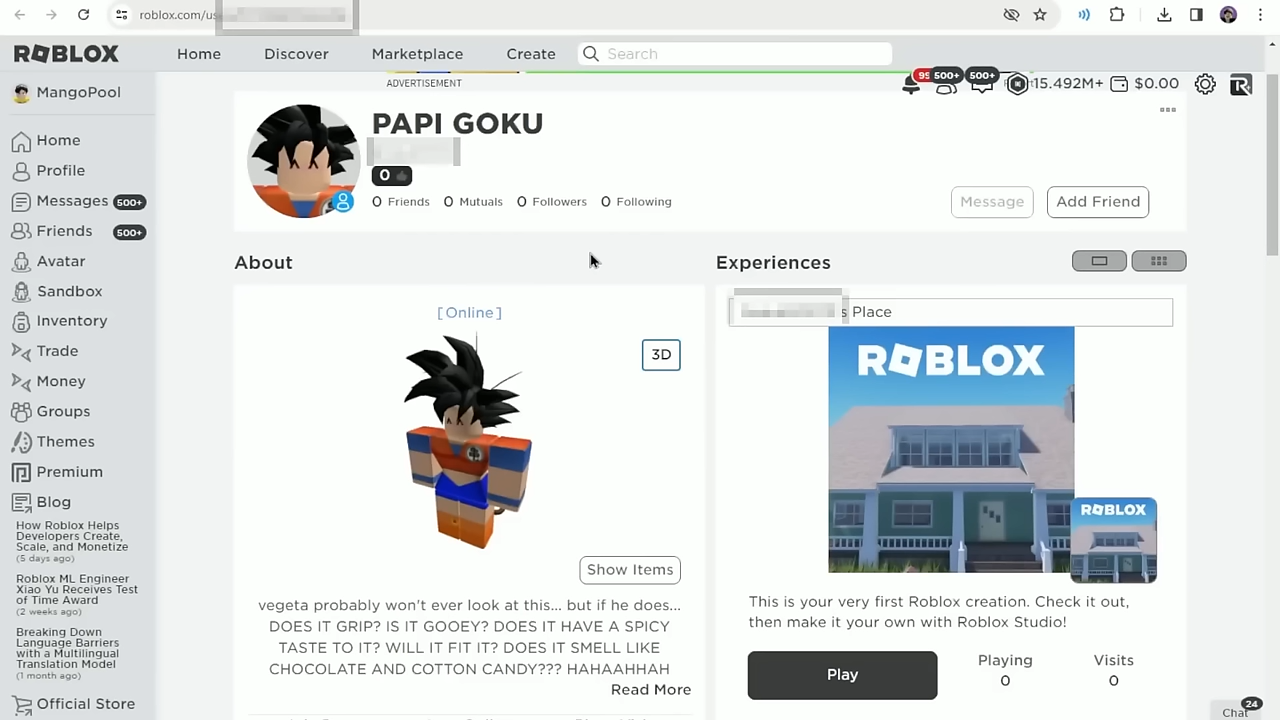 roblox.com/us
ROBLOX
Home
Discover
Marketplace
Create
Search
ADVERTISEMENT
500+
500+
15.492M+
$0.00
MangoPool
Home
Profile
Messages 500+
Friends 500+
Avatar
Sandbox
Inventory
Trade
Money
Groups
Themes
Premium
Blog
How Roblox Helps
Developers Create,
Scale, and Monetize
(5 days ago)
Roblox ML Engineer
Xiao Yu Receives Test
of Time Award
(2 weeks ago)
Breaking Down
Language Barriers
with a Multilingual
Translation Model
(1 month ago)
Official Store
PAPI GOKU
0
0 Friends 0 Mutuals 0 Followers 0 Following
Message
Add Friend
About
[Online]
3D
Show Items
vegeta probably won't ever look at this... but if he does...
DOES IT GRIP? IS IT GOOEY? DOES IT HAVE A SPICY
TASTE TO IT? WILL IT FIT IT? DOES IT SMELL LIKE
CHOCOLATE AND COTTON CANDY??? HAHAAHHAH
Read More
Experiences
s Place
ROBLOX
ROBLOX
This is your very first Roblox creation. Check it out,
then make it your own with Roblox Studio!
Play
Playing
0
Visits
0
Chat
24